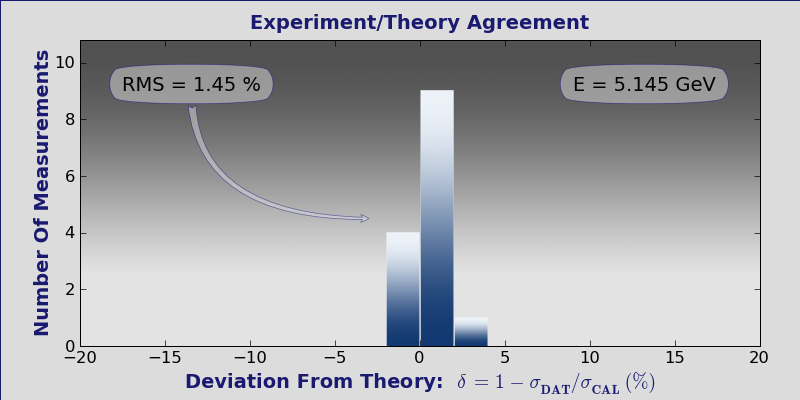 Experiment/Theory Agreement
RMS = 1.45 %
E = 5.145 GeV
Number Of Measurements
10
8
6
4
2
0
−20 −15 −10 −5 0 5 10 15 20
Deviation From Theory: δ = 1 − σ_DAT/σ_CAL (%)